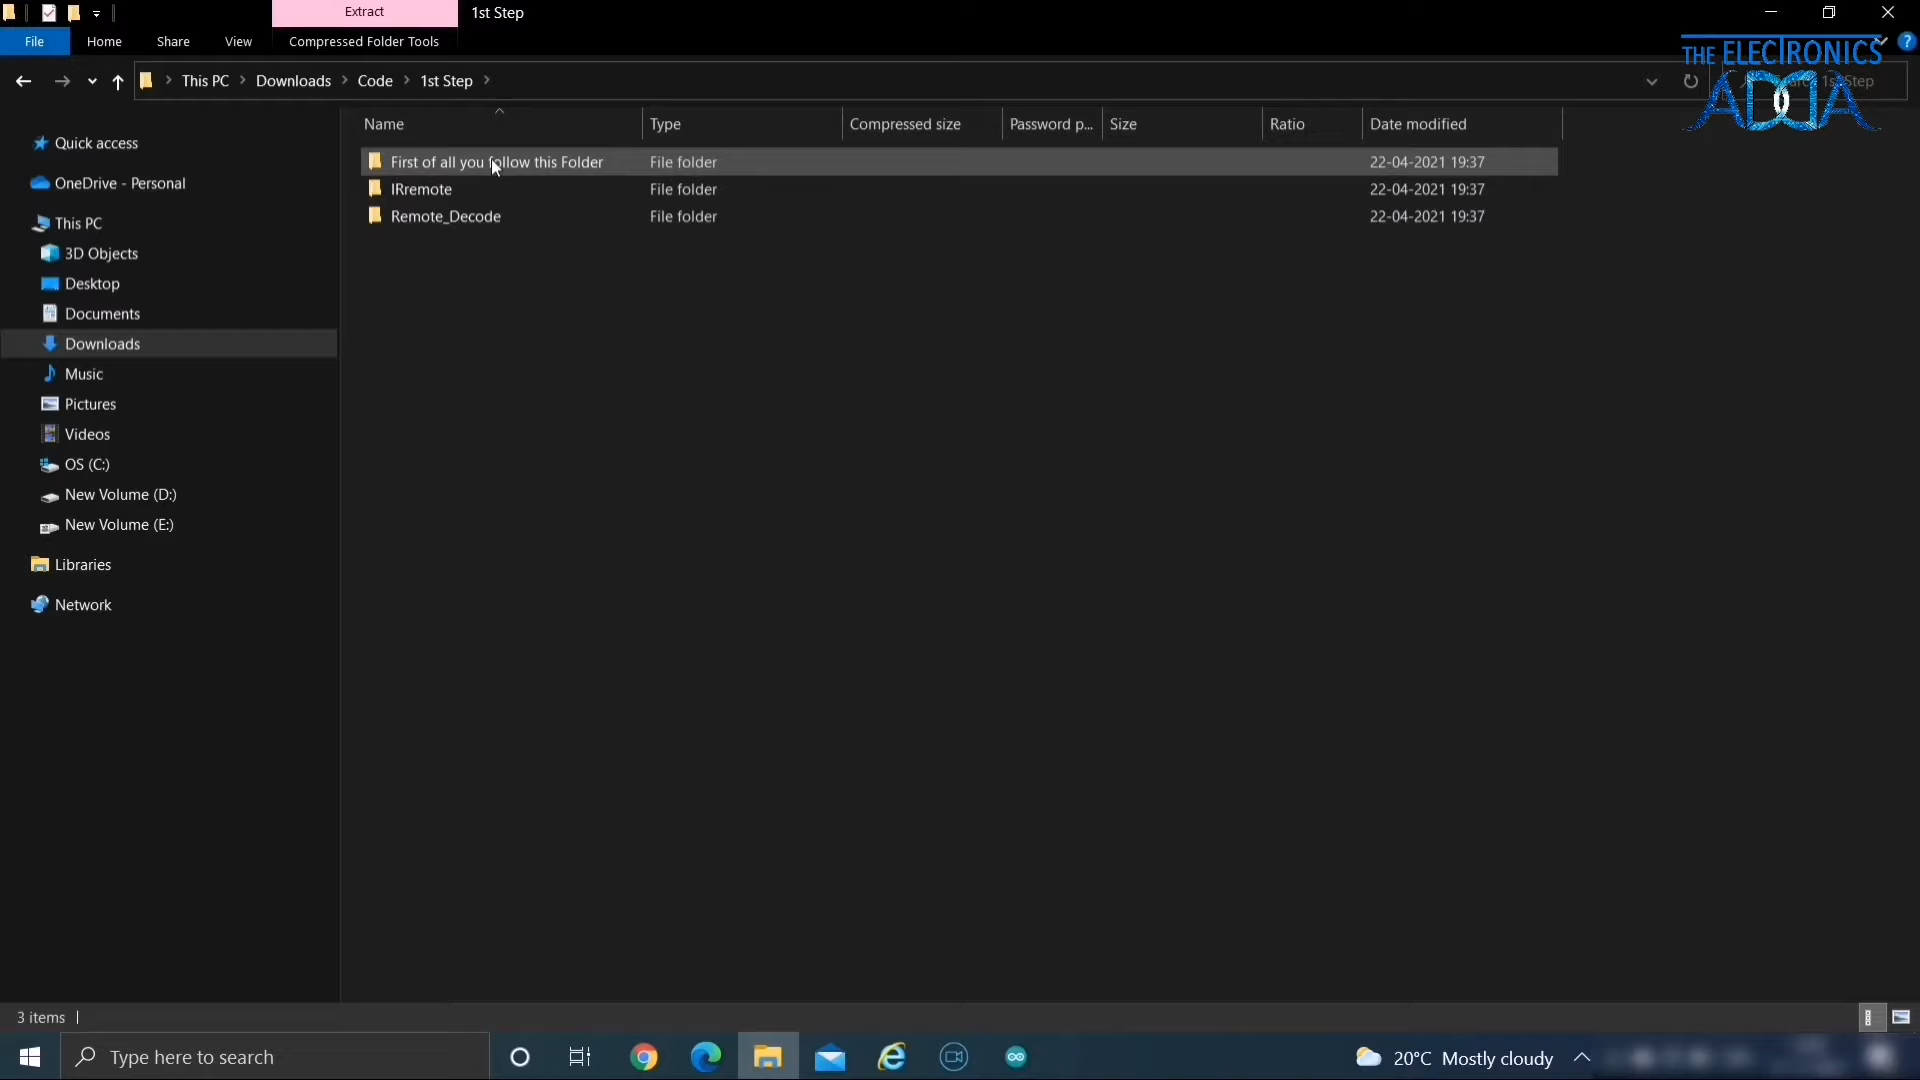 Extract
1st Step
File
Home
Share
View
Compressed Folder Tools
THE ELECTRONICS
ADDA
This PC
Downloads
Code
1st Step
1st Step
Name
Type
Compressed size
Password p...
Size
Ratio
Date modified
Quick access
OneDrive - Personal
This PC
3D Objects
Desktop
Documents
Downloads
Music
Pictures
Videos
OS (C:)
New Volume (D:)
New Volume (E:)
Libraries
Network
First of all you follow this Folder
File folder
22-04-2021 19:37
IRremote
File folder
22-04-2021 19:37
Remote_Decode
File folder
22-04-2021 19:37
3 items
Type here to search
20°C Mostly cloudy